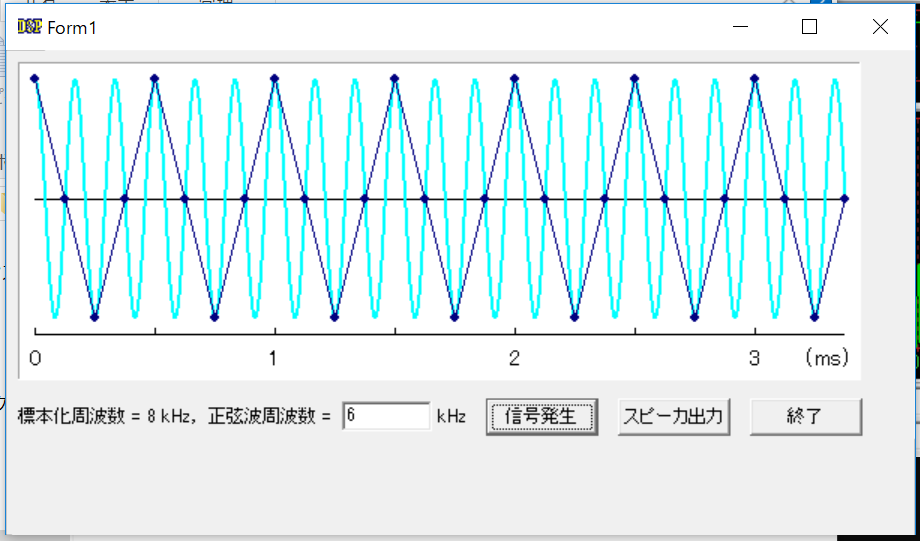 DSP Form1
0 1 2 3 (ms)
標本化周波数 = 8 kHz, 正弦波周波数 = 6 kHz 信号発生 スピーカ出力 終了